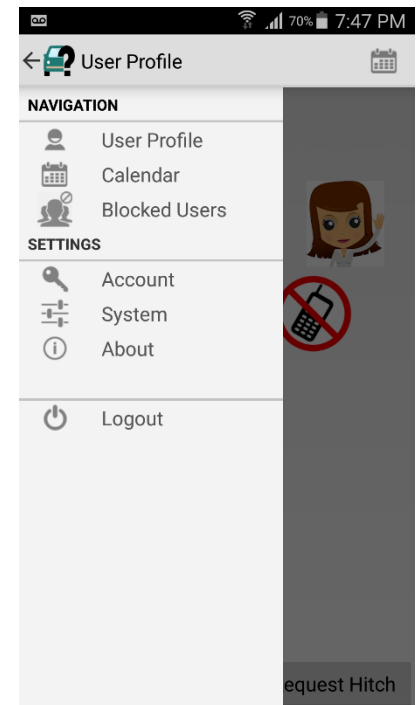 70% 7:47 PM
User Profile
NAVIGATION
User Profile
Calendar
Blocked Users
SETTINGS
Account
System
About
Logout
equest Hitch